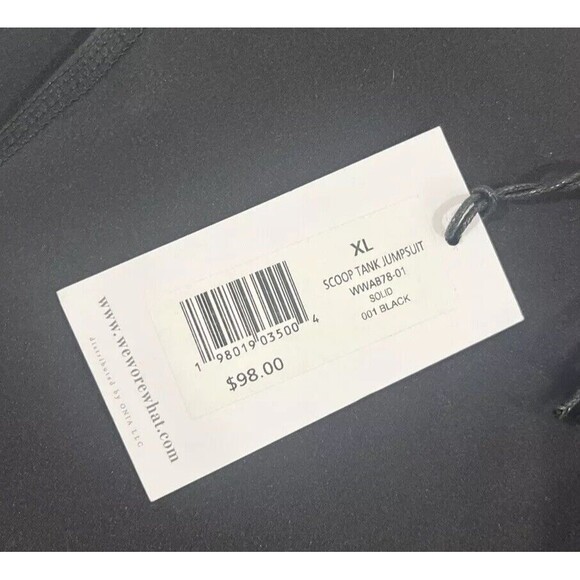 XL
SCOOP TANK JUMPSUIT
WWAB78-01
SOLID
001 BLACK
1 98019 03500 4
$98.00
www.weworewhat.com
distributed by ONIA LLC